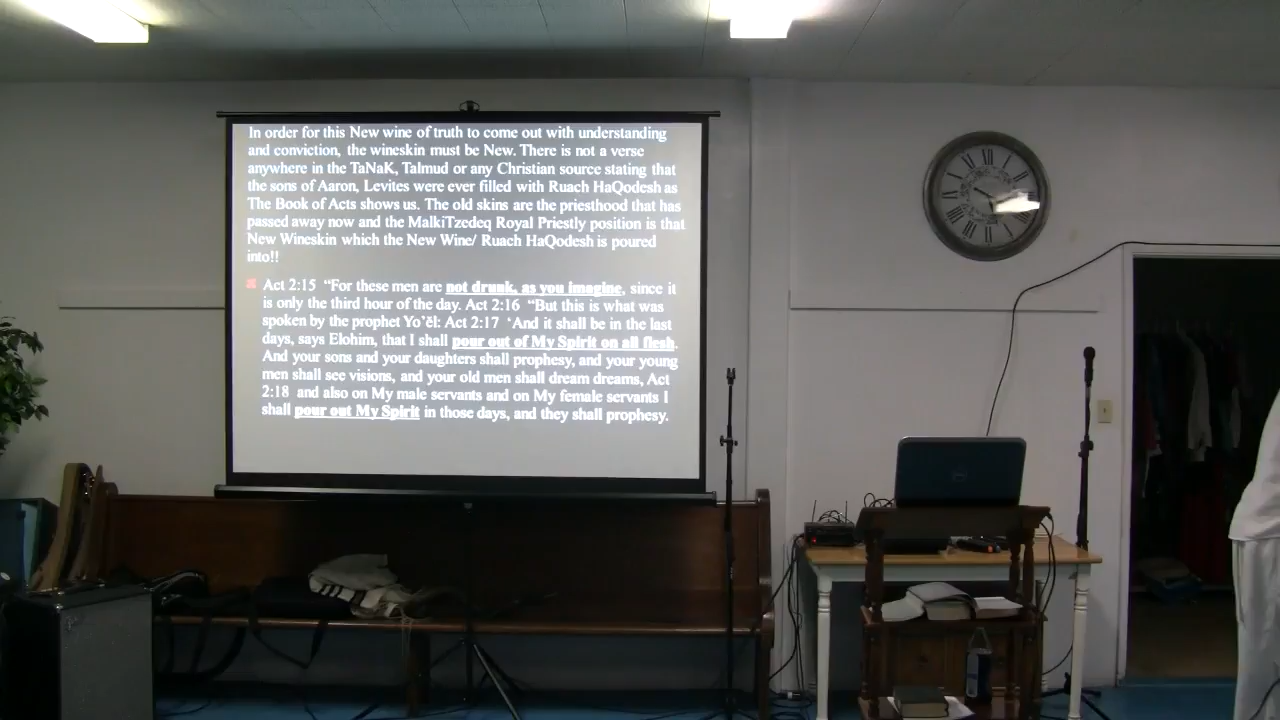 In order for this New wine of truth to come out with understanding
and conviction, the wineskin must be New. There is not a verse
anywhere in the TaNaK, Talmud or any Christian source stating that
the sons of Aaron, Levites were ever filled with Ruach HaQodesh as
The Book of Acts shows us. The old skins are the priesthood that has
passed away now and the MalkiTzedeq Royal Priestly position is that
New Wineskin which the New Wine/ Ruach HaQodesh is poured
into!!
Act 2:15 “For these men are not drunk, as you imagine, since it
is only the third hour of the day. Act 2:16 “But this is what was
spoken by the prophet Yo’ĕl: Act 2:17 ‘And it shall be in the last
days, says Elohim, that I shall pour out of My Spirit on all flesh.
And your sons and your daughters shall prophesy, and your young
men shall see visions, and your old men shall dream dreams, Act
2:18 and also on My male servants and on My female servants I
shall pour out My Spirit in those days, and they shall prophesy.